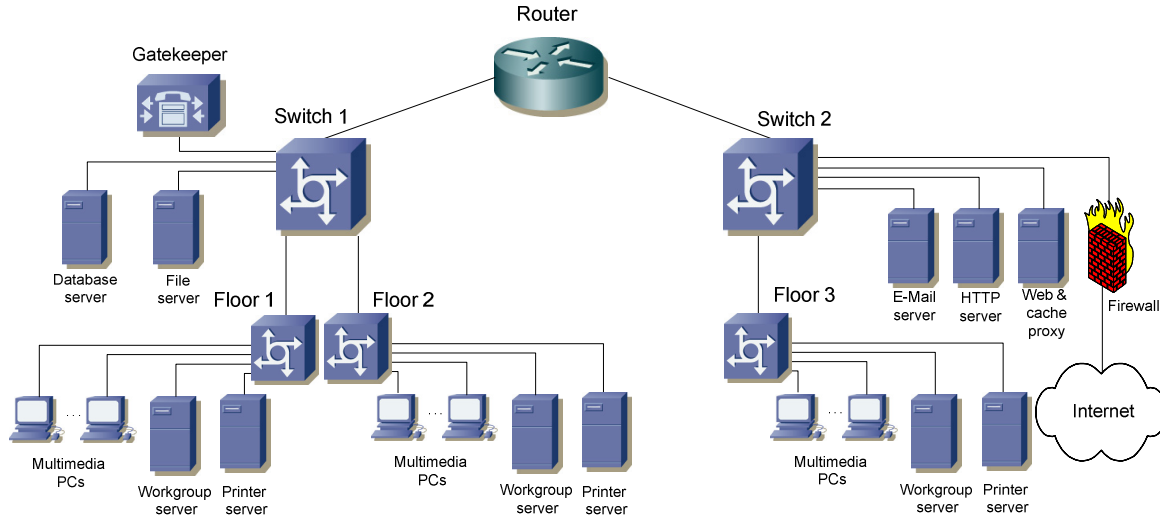 Router
Gatekeeper
Switch 1
Switch 2
Database
server
File
server
Floor 1
Floor 2
Floor 3
E-Mail
server
HTTP
server
Web &
cache
proxy
Firewall
Internet
...
Multimedia
PCs
Workgroup
server
Printer
server
...
Multimedia
PCs
Workgroup
server
Printer
server
...
Multimedia
PCs
Workgroup
server
Printer
server